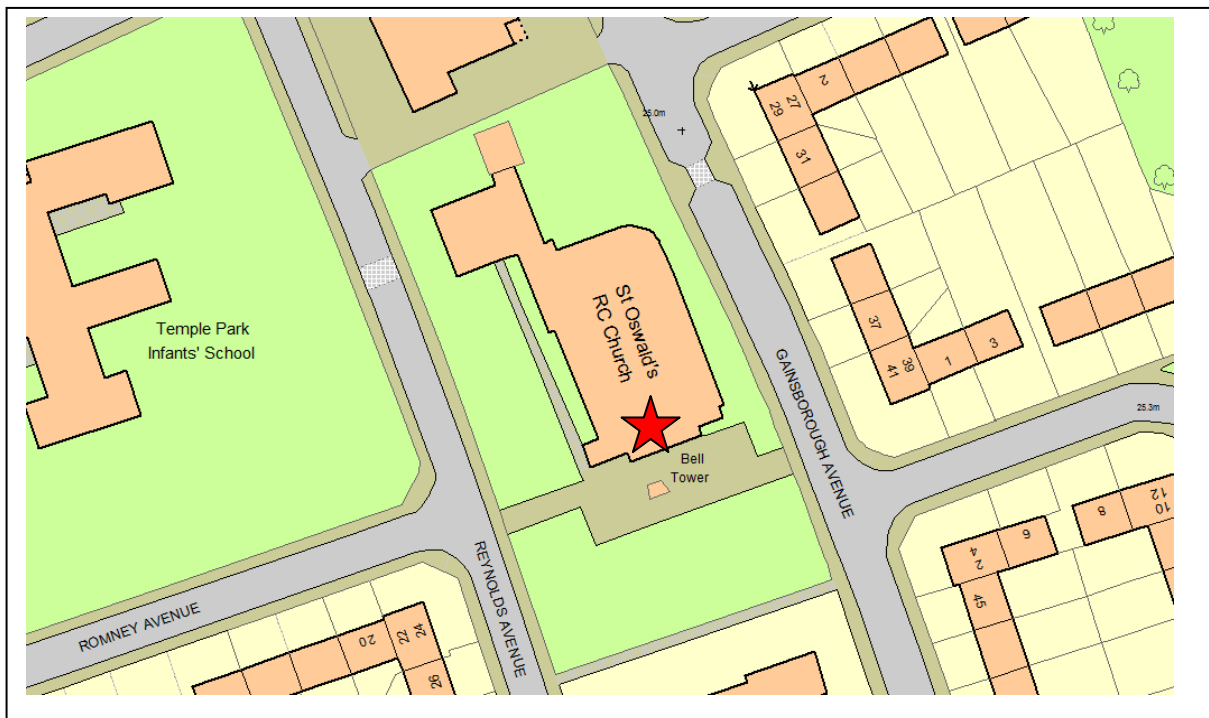 2
27
29
25.0m
31
Temple Park
Infants' School
St Oswald's
RC Church
37
39
41
1
3
GAINSBOROUGH AVENUE
25.3m
Bell
Tower
12
10
8
6
4
2
45
REYNOLDS AVENUE
ROMNEY AVENUE
20
22
24
26